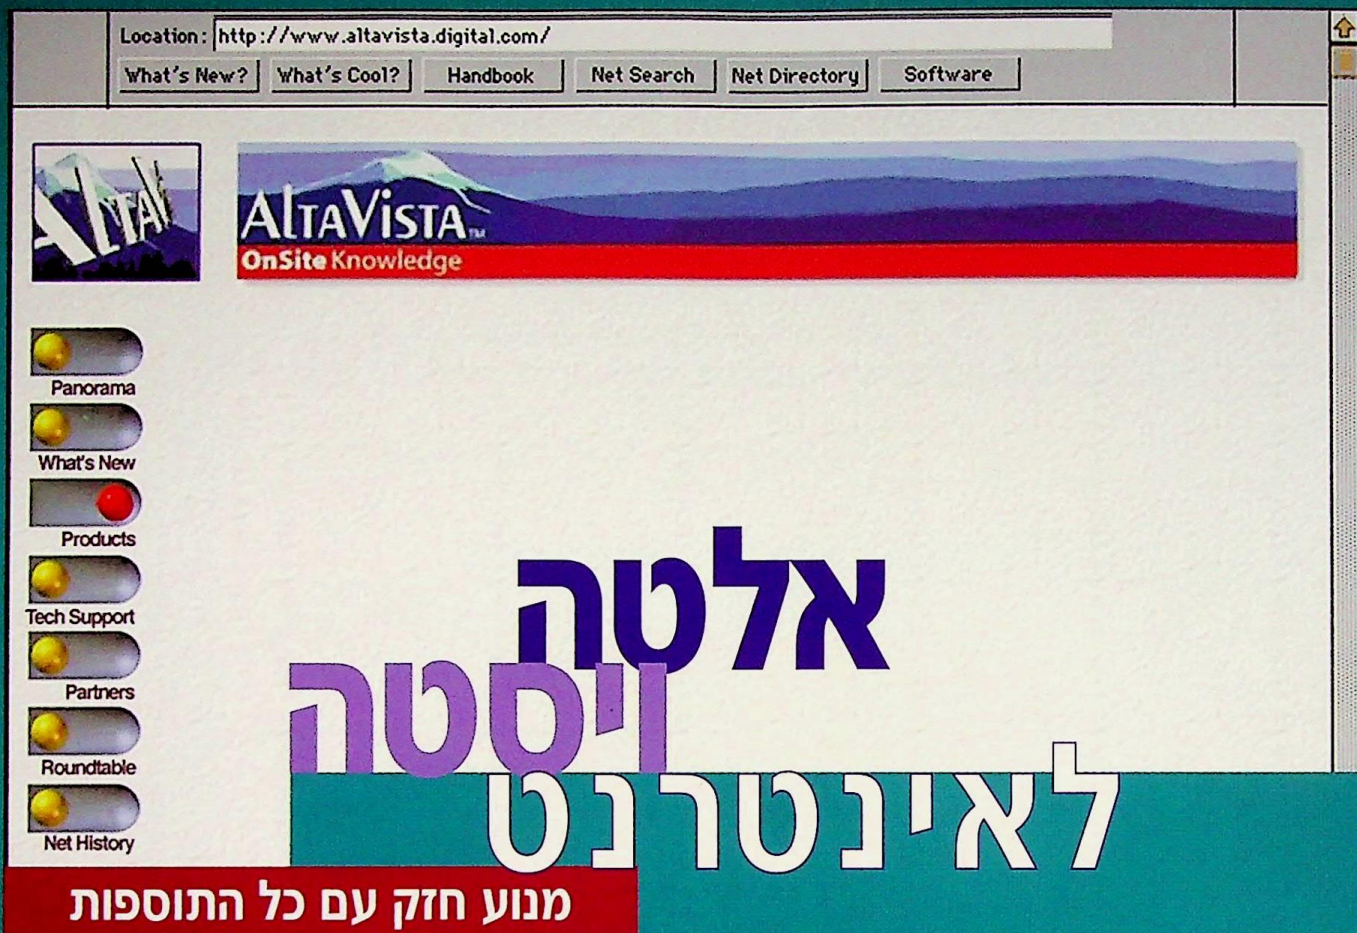 Location: http://www.altavista.digital.com/
What's New? What's Cool? Handbook Net Search Net Directory Software
ALTAV
ALTAVISTA™
OnSite Knowledge
Panorama
What's New
Products
Tech Support
Partners
Roundtable
Net History
אלטה
ויסטה
לאינטרנט
מנוע חזק עם כל התוספות